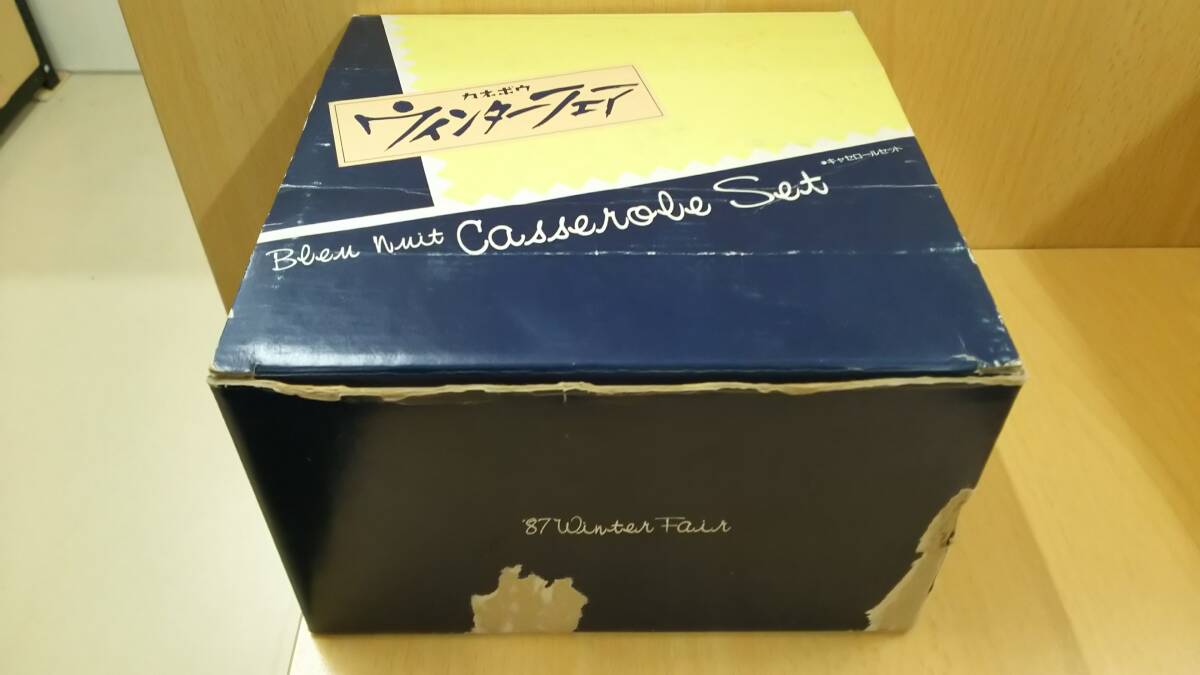 カネボウ
ウィンターフェア
•キャセロールセット
Bleu Nuit Casserole Set
'87 Winter Fair